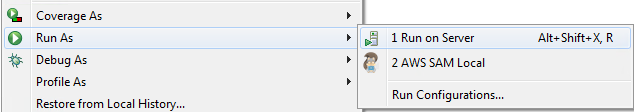 Coverage As
Run As
Debug As
Profile As
Restore from Local History...
1 Run on Server Alt+Shift+X, R
2 AWS SAM Local
Run Configurations...